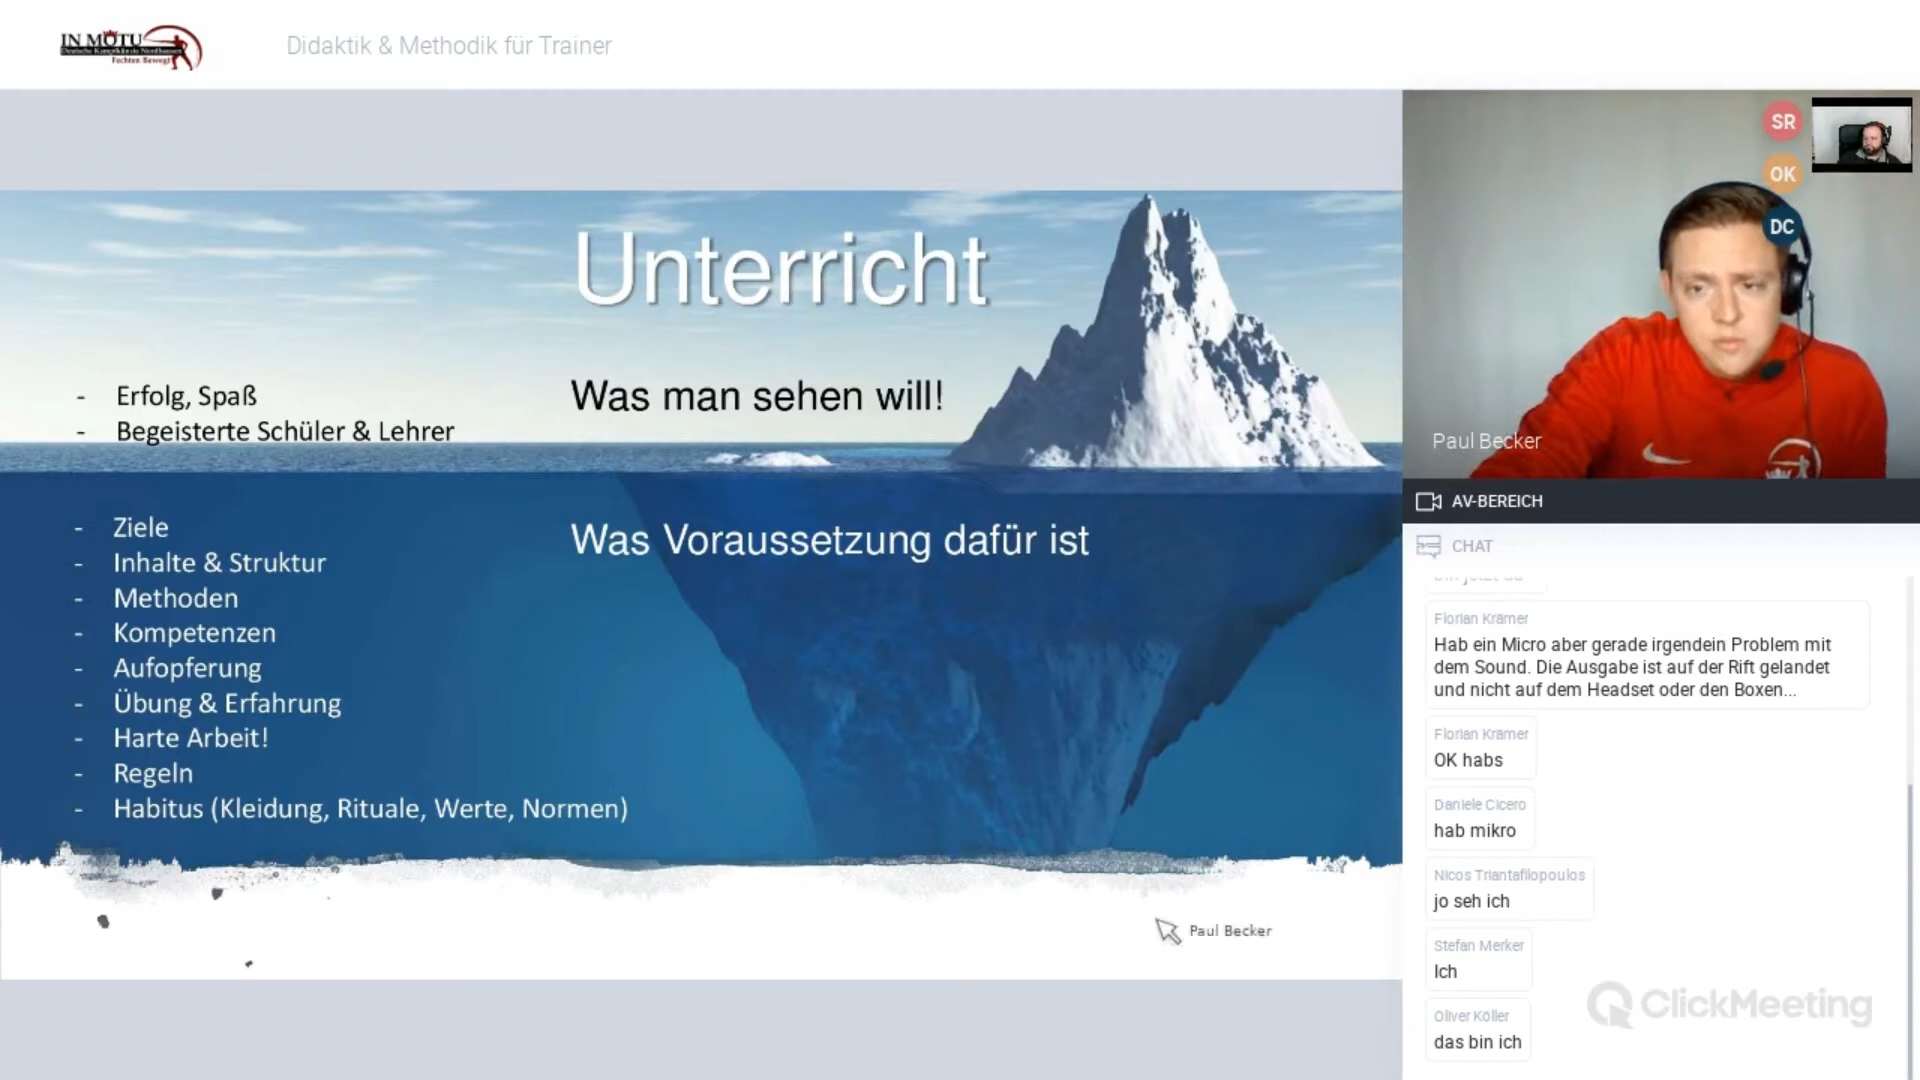 IN MOTU
Fechten Bewegt
Didaktik & Methodik für Trainer
Unterricht
Was man sehen will!
- Erfolg, Spaß
- Begeisterte Schüler & Lehrer
Was Voraussetzung dafür ist
- Ziele
- Inhalte & Struktur
- Methoden
- Kompetenzen
- Aufopferung
- Übung & Erfahrung
- Harte Arbeit!
- Regeln
- Habitus (Kleidung, Rituale, Werte, Normen)
Paul Becker
SR
OK
DC
Paul Becker
AV-BEREICH
CHAT
Florian Krämer
Hab ein Micro aber gerade irgendein Problem mit
dem Sound. Die Ausgabe ist auf der Rift gelandet
und nicht auf dem Headset oder den Boxen...
Florian Krämer
OK habs
Daniele Cicero
hab mikro
Nicos Triantafilopoulos
jo seh ich
Stefan Merker
Ich
Oliver Köller
das bin ich
ClickMeeting